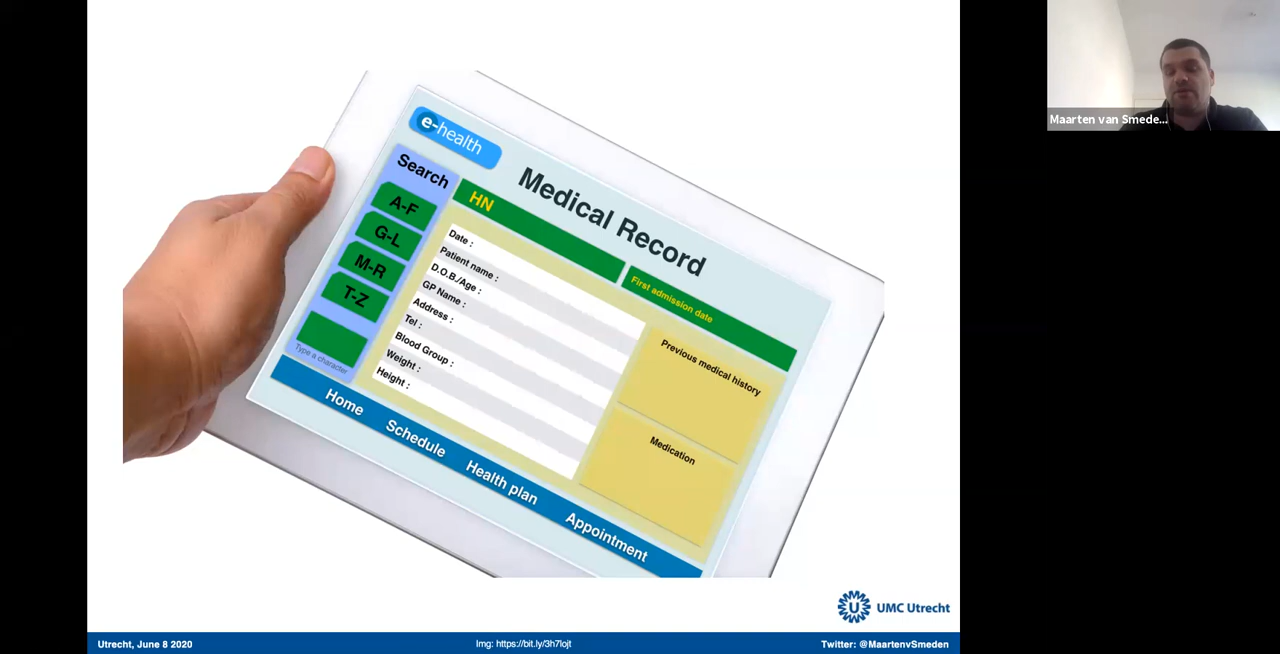 e-health
Medical Record
Search
A-F
G-L
M-R
T-Z
Type a character
HN
First admission date
Date :
Patient name :
D.O.B./Age :
GP Name :
Address :
Tel :
Blood Group :
Weight :
Height :
Previous medical history
Medication
Home
Schedule
Health plan
Appointment
Maarten van Smede...
U
UMC Utrecht
Utrecht, June 8 2020
Img: https://bit.ly/3h7lojt
Twitter: @MaartenvSmeden